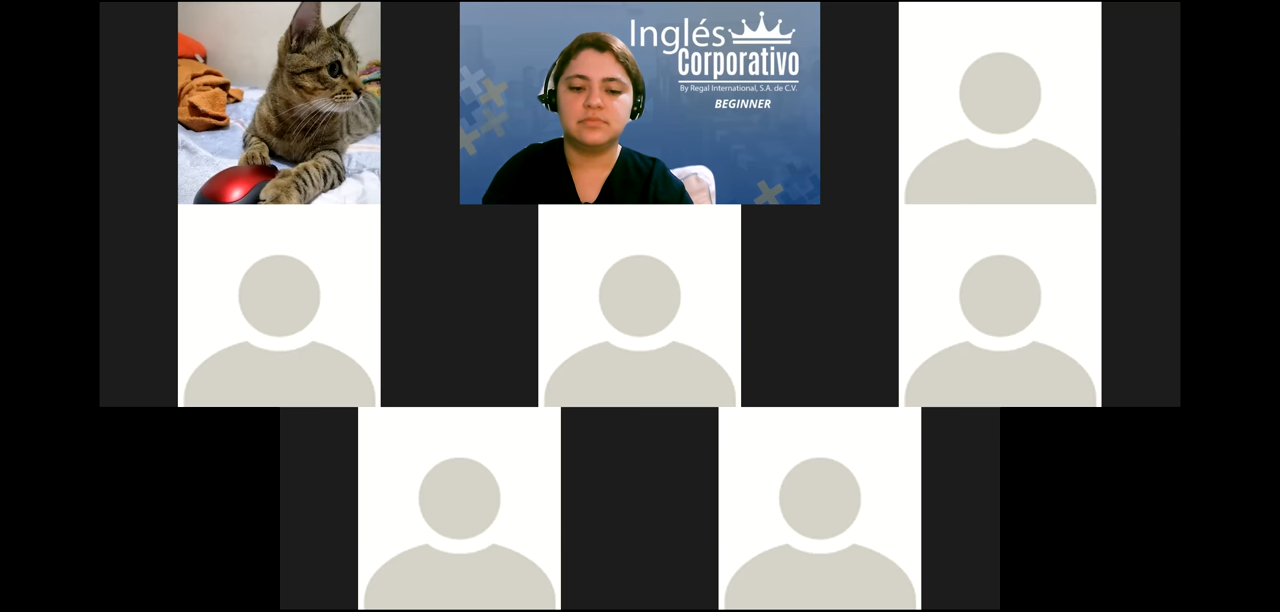 Inglés
Corporativo
By Regal International, S.A. de C.V.
BEGINNER